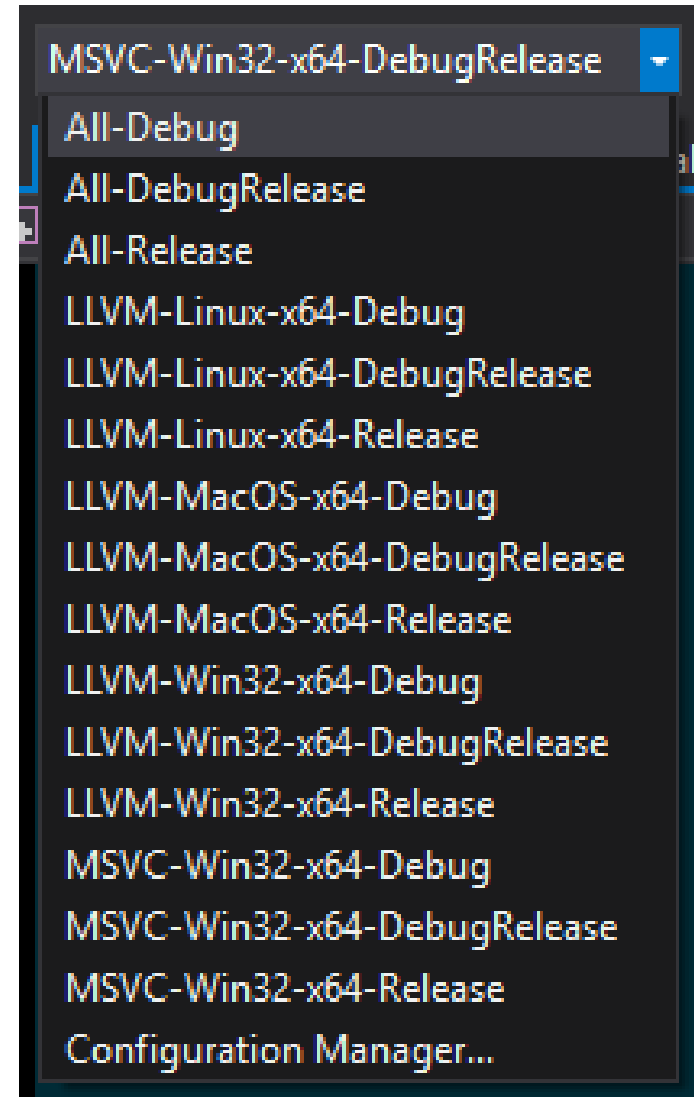 MSVC-Win32-x64-DebugRelease
All-Debug
All-DebugRelease
All-Release
LLVM-Linux-x64-Debug
LLVM-Linux-x64-DebugRelease
LLVM-Linux-x64-Release
LLVM-MacOS-x64-Debug
LLVM-MacOS-x64-DebugRelease
LLVM-MacOS-x64-Release
LLVM-Win32-x64-Debug
LLVM-Win32-x64-DebugRelease
LLVM-Win32-x64-Release
MSVC-Win32-x64-Debug
MSVC-Win32-x64-DebugRelease
MSVC-Win32-x64-Release
Configuration Manager...